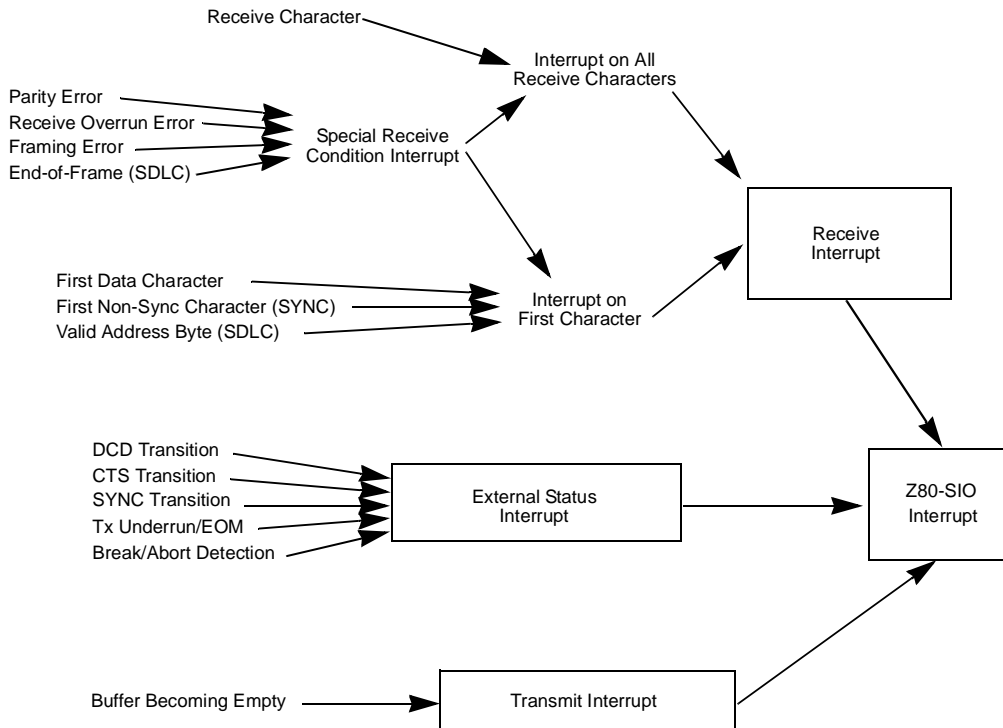 Receive Character
Interrupt on All
Receive Characters
Parity Error
Receive Overrun Error
Framing Error
End-of-Frame (SDLC)
Special Receive
Condition Interrupt
Receive
Interrupt
First Data Character
First Non-Sync Character (SYNC)
Valid Address Byte (SDLC)
Interrupt on
First Character
DCD Transition
CTS Transition
SYNC Transition
Tx Underrun/EOM
Break/Abort Detection
External Status
Interrupt
Z80-SIO
Interrupt
Buffer Becoming Empty
Transmit Interrupt